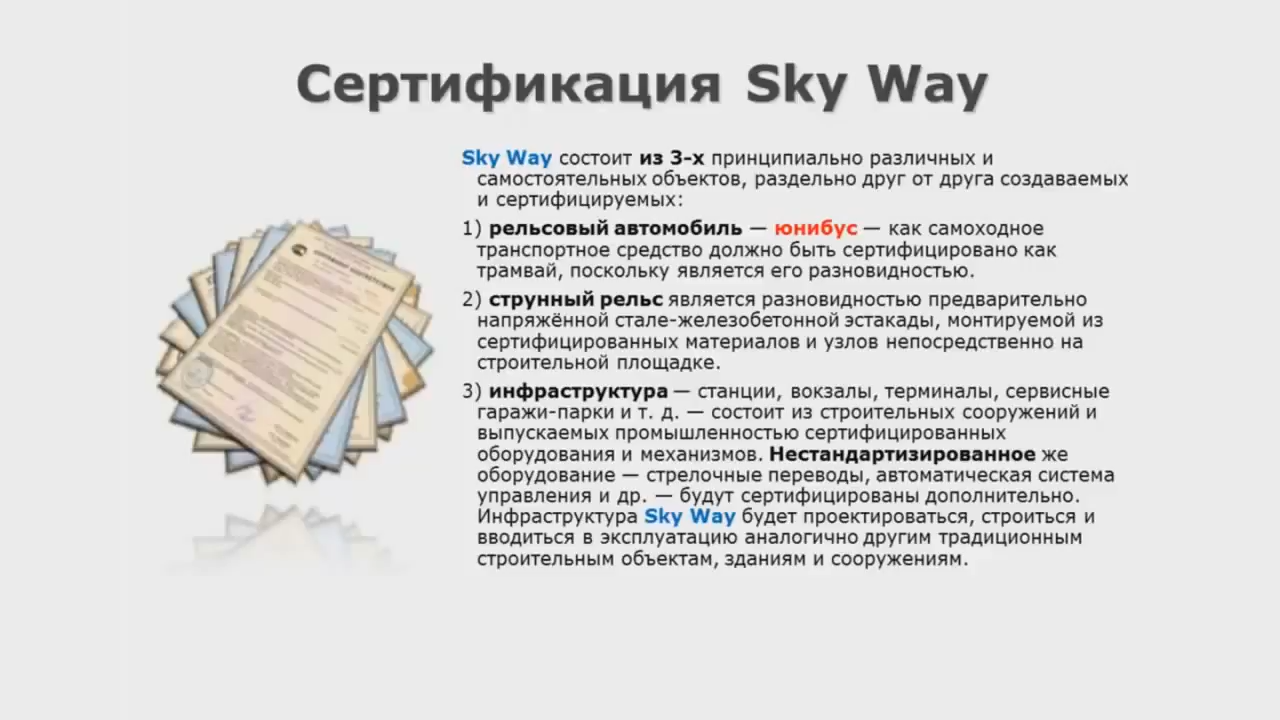 Сертификация Sky Way
Sky Way состоит из 3-х принципиально различных и
самостоятельных объектов, раздельно друг от друга создаваемых
и сертифицируемых:
1) рельсовый автомобиль — юнибус — как самоходное
транспортное средство должно быть сертифицировано как
трамвай, поскольку является его разновидностью.
2) струнный рельс является разновидностью предварительно
напряжённой стале-железобетонной эстакады, монтируемой из
сертифицированных материалов и узлов непосредственно на
строительной площадке.
3) инфраструктура — станции, вокзалы, терминалы, сервисные
гаражи-парки и т. д. — состоит из строительных сооружений и
выпускаемых промышленностью сертифицированных
оборудования и механизмов. Нестандартизированное же
оборудование — стрелочные переводы, автоматическая система
управления и др. — будут сертифицированы дополнительно.
Инфраструктура Sky Way будет проектироваться, строиться и
вводиться в эксплуатацию аналогично другим традиционным
строительным объектам, зданиям и сооружениям.